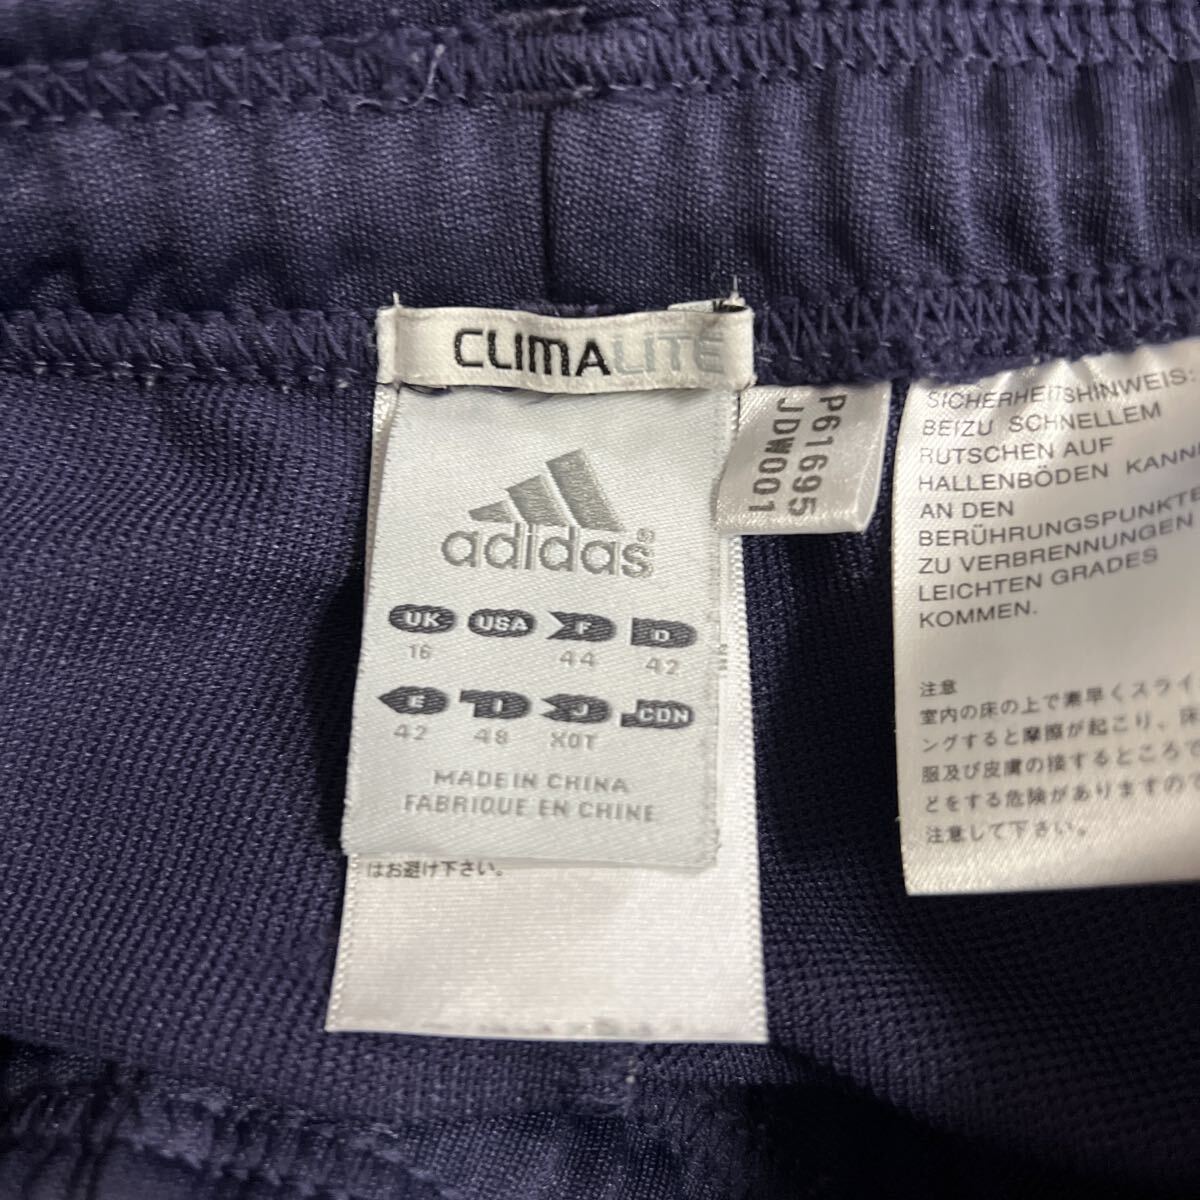 CLIMALITE
adidas
UK USA F D
16 44 42
E I J CDN
42 48 XOT
MADE IN CHINA
FABRIQUE EN CHINE
はお避け下さい。
P61695
JDW001
SICHERHEITSHINWEIS:
BEIZU SCHNELLEM
RUTSCHEN AUF
HALLENBÖDEN KANN
AN DEN
BERÜHRUNGSPUNKTE
ZU VERBRENNUNGEN
LEICHTEN GRADES
KOMMEN.
注意
室内の床の上で素早くスライ
ングすると摩擦が起こり、床
服及び皮膚の接するところで
どをする危険がありますので
注意して下さい。